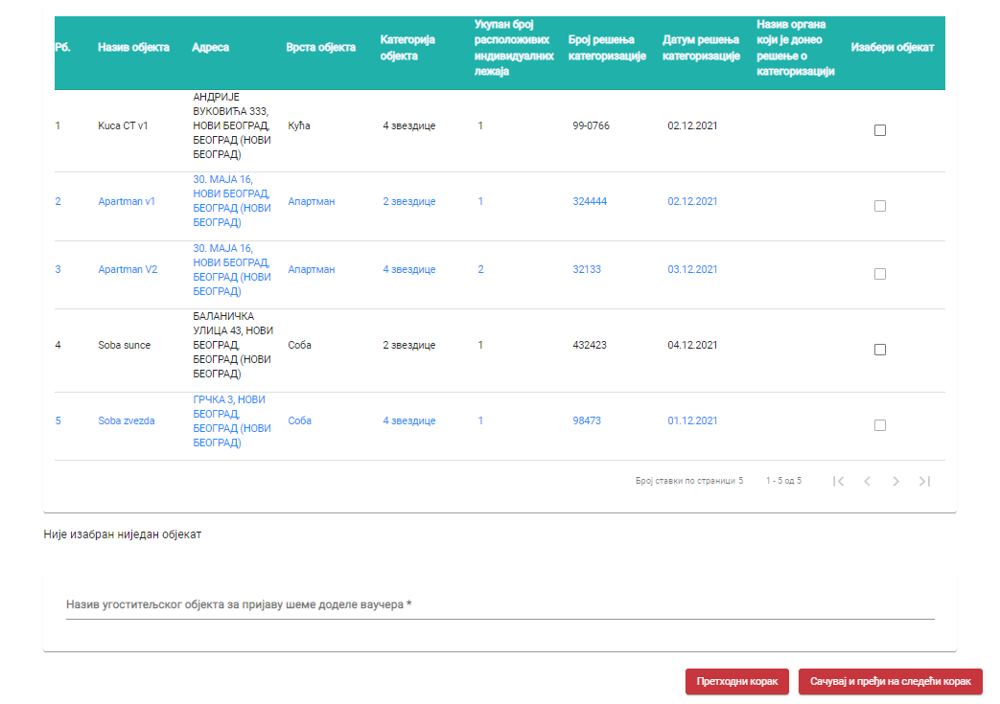 Рб.
Назив објекта
Адреса
Врста објекта
Категорија
објекта
Укупан број
расположивих
индивидуалних
лежаја
Број решења
категоризације
Датум решења
категоризације
Назив органа
који је донео
решење о
категоризацији
Изабери објекат
1
Kuca CT v1
АНДРИЈЕ
ВУКОВИЋА 333,
НОВИ БЕОГРАД,
БЕОГРАД (НОВИ
БЕОГРАД)
Кућа
4 звездице
1
99-0766
02.12.2021
2
Apartman v1
30. МАЈА 16,
НОВИ БЕОГРАД,
БЕОГРАД (НОВИ
БЕОГРАД)
Апартман
2 звездице
1
324444
02.12.2021
3
Apartman V2
30. МАЈА 16,
НОВИ БЕОГРАД,
БЕОГРАД (НОВИ
БЕОГРАД)
Апартман
4 звездице
2
32133
03.12.2021
4
Soba sunce
БАЛАНИЧКА
УЛИЦА 43, НОВИ
БЕОГРАД,
БЕОГРАД (НОВИ
БЕОГРАД)
Соба
2 звездице
1
432423
04.12.2021
5
Soba zvezda
ГРЧКА 3, НОВИ
БЕОГРАД,
БЕОГРАД (НОВИ
БЕОГРАД)
Соба
4 звездице
1
98473
01.12.2021
Број ставки по страници 5
1 - 5 од 5
Није изабран ниједан објекат
Назив угоститељског објекта за пријаву шеме доделе ваучера *
Претходни корак
Сачувај и пређи на следећи корак